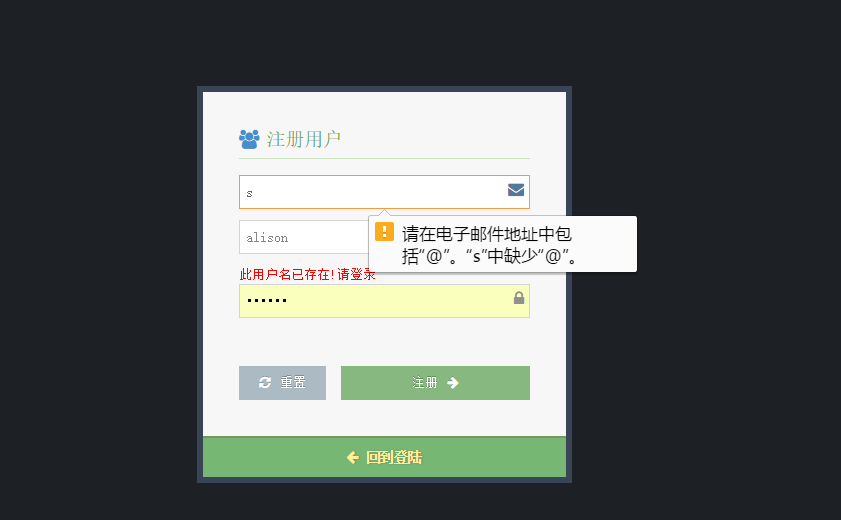 注册用户
s
请在电子邮件地址中包
括“@”。“s”中缺少“@”。
alison
此用户名已存在!请登录
重置
注册
回到登陆